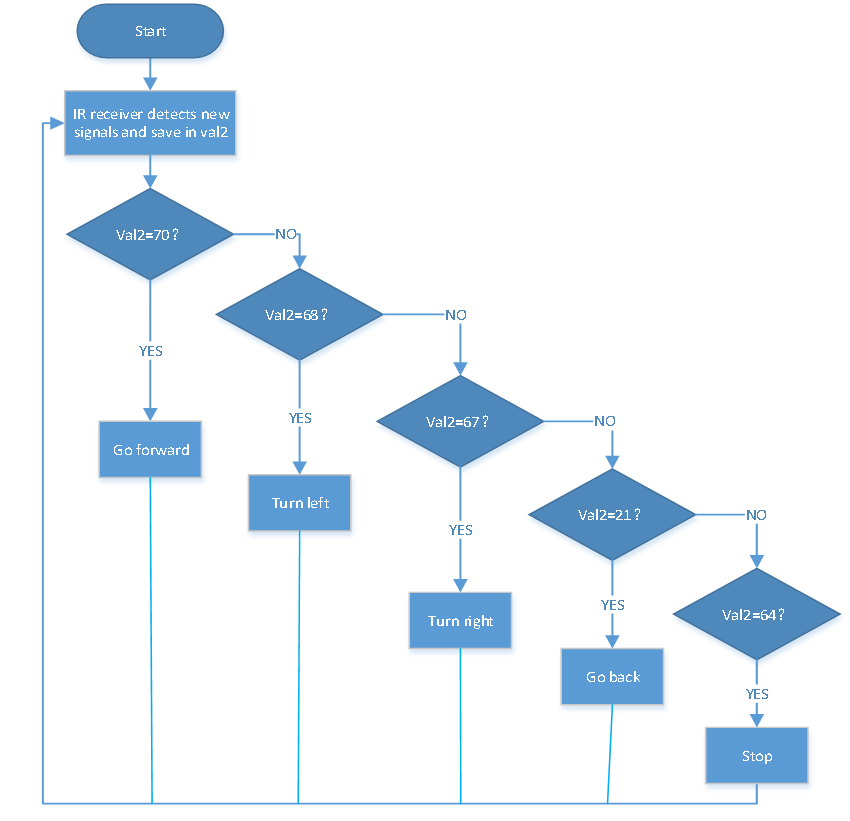 Start
IR receiver detects new
signals and save in val2
Val2=70？
NO
Val2=68？
NO
YES
Val2=67？
NO
YES
Go forward
Turn left
Val2=21？
NO
YES
Turn right
YES
Val2=64？
Go back
YES
Stop